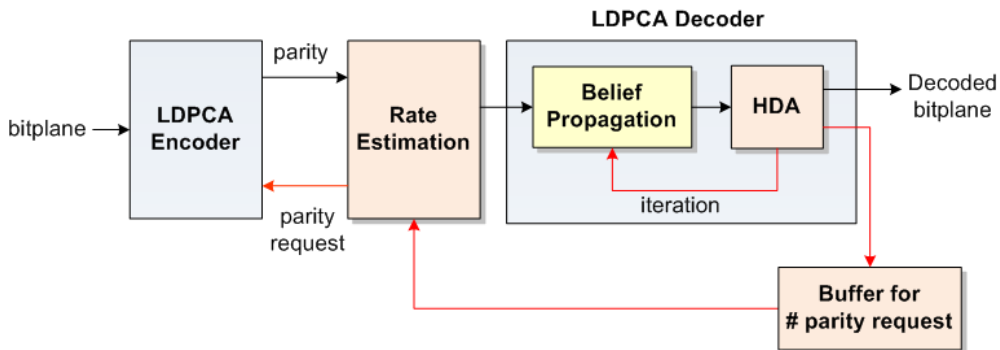 LDPCA Decoder
parity
bitplane
LDPCA
Encoder
Rate
Estimation
Belief
Propagation
HDA
Decoded
bitplane
iteration
parity
request
Buffer for
# parity request